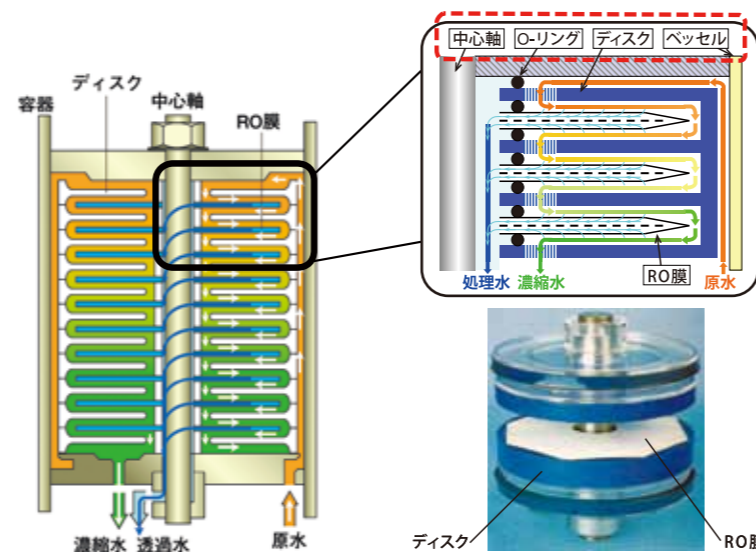 ディスク
容器
中心軸
RO膜
濃縮水
透過水
原水
中心軸
O-リング
ディスク
ベッセル
処理水
濃縮水
RO膜
原水
ディスク
RO膜